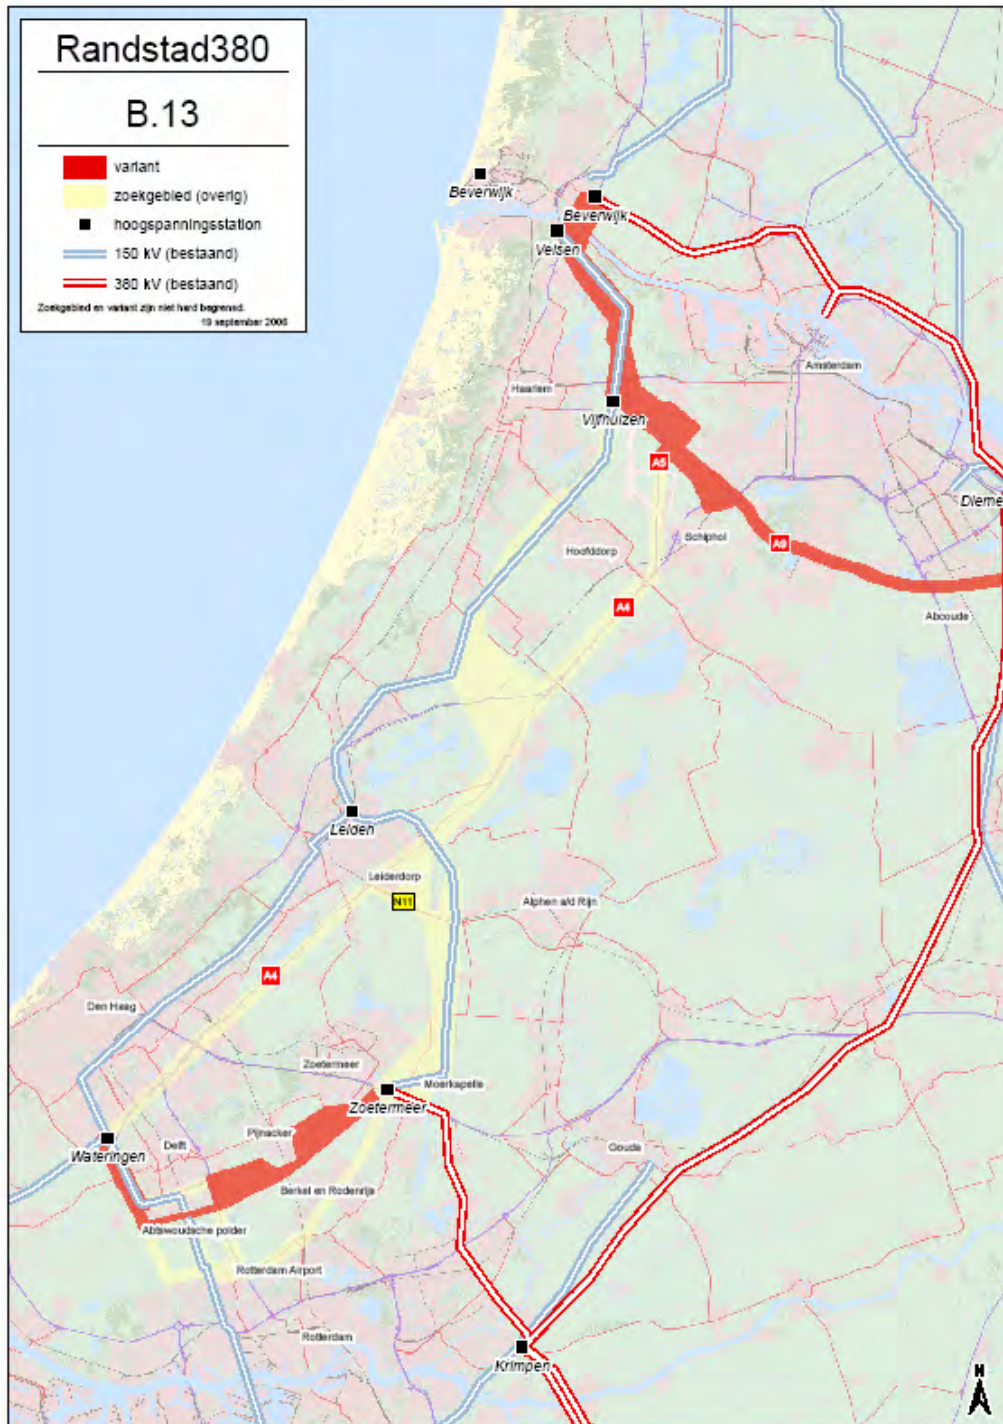 Randstad380
B.13
variant
zoekgebied (overig)
hoogspanningsstation
150 kV (bestaand)
380 kV (bestaand)
Zoekgebied en variant zijn niet hard begrensd.
19 september 2006
Beverwijk
Beverwijk
Velsen
Amsterdam
Haarlem
Vijfhuizen
A5
Dieme
Schiphol
A9
Hoofddorp
A4
Abcoude
Leiden
Leiderdorp
N11
Alphen a/d Rijn
A4
Den Haag
Zoetermeer
Moerkapelle
Zoetermeer
Pijnacker
Delft
Wateringen
Gouda
Berkel en Rodenrijs
Abtswoudsche polder
Rotterdam Airport
Rotterdam
Krimpen
N